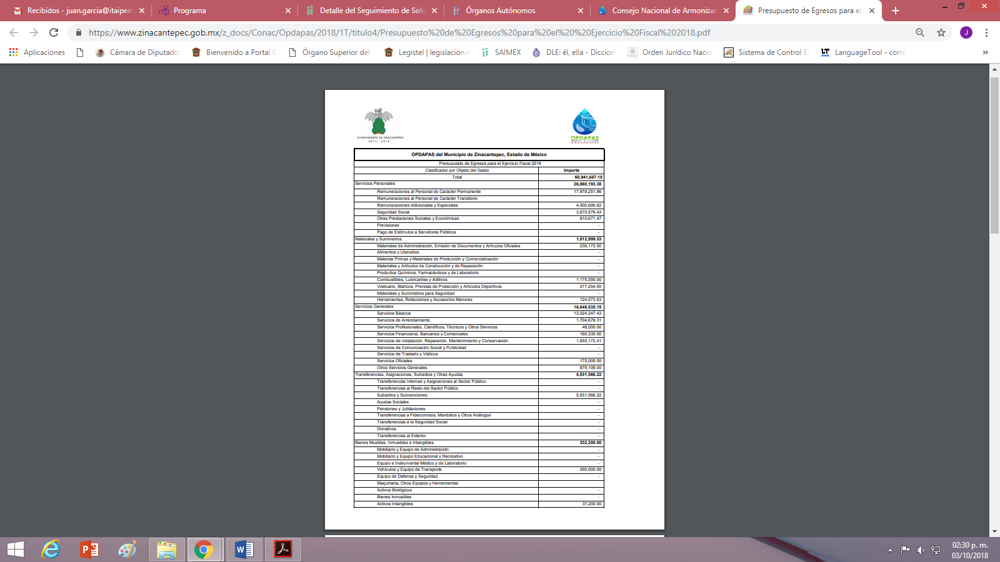 Recibidos - juan.garcia@itaipem
Programa
Detalle del Seguimiento de Solic
Órganos Autónomos
Consejo Nacional de Armonizac
Presupuesto de Egresos para el
https://www.zinacantepec.gob.mx/z_docs/Conac/Opdapas/2018/1T/titulo4/Presupuesto%20de%20Egresos%20para%20el%20%20Ejercicio%20Fiscal%202018.pdf
J
Aplicaciones
Cámara de Diputados
Bienvenido a Portal C
Órgano Superior del
Legistel | legislacion.e
SAIMEX
DLE: él, ella - Diccion
Orden Jurídico Nacio
Sistema de Control E
LT
LanguageTool - corre
»
AYUNTAMIENTO DE ZINACANTEPEC
2016 - 2018
OPDAPAS
ZINACANTEPEC
OPDAPAS del Municipio de Zinacantepec, Estado de México
Presupuesto de Egresos para el Ejercicio Fiscal 2018
Clasificador por Objeto del Gasto Importe
Total 60,941,687.18
Servicios Personales 26,860,193.38
Remuneraciones al Personal de Carácter Permanente 17,878,251.86
Remuneraciones al Personal de Carácter Transitorio
Remuneraciones Adicionales y Especiales 4,500,690.62
Seguridad Social 3,670,579.43
Otras Prestaciones Sociales y Económicas 810,671.47
Previsiones -
Pago de Estímulos a Servidores Públicos -
Materiales y Suministros 1,812,999.53
Materiales de Administración, Emisión de Documentos y Artículos Oficiales 236,172.00
Alimentos y Utensilios -
Materias Primas y Materiales de Producción y Comercialización -
Materiales y Artículos de Construcción y de Reparación -
Productos Químicos, Farmacéuticos y de Laboratorio -
Combustibles, Lubricantes y Aditivos 1,175,000.00
Vestuario, Blancos, Prendas de Protección y Artículos Deportivos 277,254.00
Materiales y Suministros para Seguridad -
Herramientas, Refacciones y Accesorios Menores 124,573.53
Servicios Generales 16,646,535.15
Servicios Básicos 12,024,247.43
Servicios de Arrendamiento 1,704,676.31
Servicios Profesionales, Científicos, Técnicos y Otros Servicios 48,000.00
Servicios Financieros, Bancarios y Comerciales 160,330.00
Servicios de Instalación, Reparación, Mantenimiento y Conservación 1,655,172.41
Servicios de Comunicación Social y Publicidad -
Servicios de Traslado y Viáticos -
Servicios Oficiales 175,000.00
Otros Servicios Generales 879,109.00
Transferencias, Asignaciones, Subsidios y Otras Ayudas 5,931,566.22
Transferencias Internas y Asignaciones al Sector Público -
Transferencias al Resto del Sector Público -
Subsidios y Subvenciones 5,931,566.22
Ayudas Sociales -
Pensiones y Jubilaciones -
Transferencias a Fideicomisos, Mandatos y Otros Análogos -
Transferencias a la Seguridad Social -
Donativos -
Transferencias al Exterior -
Bienes Muebles, Inmuebles e Intangibles 332,200.00
Mobiliario y Equipo de Administración -
Mobiliario y Equipo Educacional y Recreativo -
Equipo e Instrumental Médico y de Laboratorio -
Vehículos y Equipo de Transporte 295,000.00
Equipo de Defensa y Seguridad -
Maquinaria, Otros Equipos y Herramientas
Activos Biológicos -
Bienes Inmuebles -
Activos Intangibles 37,200.00
02:30 p. m.
03/10/2018